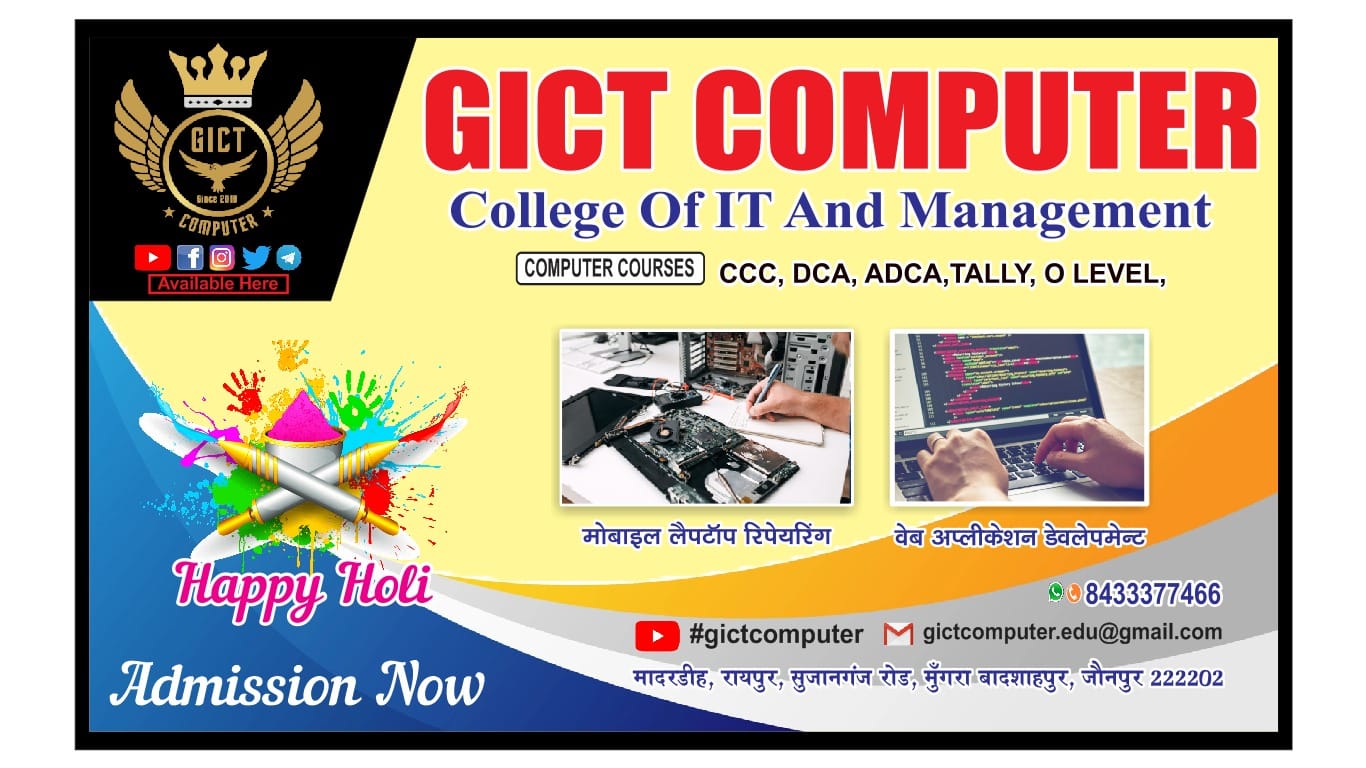 GICT
Since 2019
COMPUTER
Available Here
GICT COMPUTER
College Of IT And Management
COMPUTER COURSES CCC, DCA, ADCA,TALLY, O LEVEL,
मोबाइल लैपटॉप रिपेयरिंग
वेब अप्लीकेशन डेवलेपमेन्ट
Happy Holi
Admission Now
8433377466
#gictcomputer gictcomputer.edu@gmail.com
मादरडीह, रायपुर, सुजानगंज रोड, मुँगरा बादशाहपुर, जौनपुर 222202